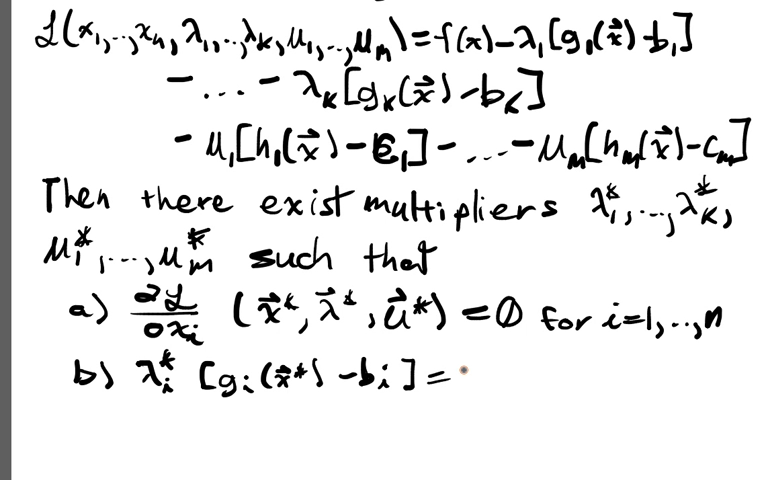 ℒ(x₁,..,xₙ,λ₁,..,λₖ,μ₁,..,μₘ)=f(x)-λ₁[g₁(x⃗)-b₁]
-...-λₖ[gₖ(x⃗)-bₖ]
-μ₁[h₁(x⃗)-c₁]-...-μₘ[hₘ(x⃗)-cₘ]
Then there exist multipliers λ₁*,...,λₖ*,
μ₁*,...,μₘ* such that
a) ∂ℒ/∂xᵢ (x⃗*,λ⃗*,μ⃗*)=0 for i=1,..,n
b) λᵢ* [gᵢ(x⃗*)-bᵢ]=